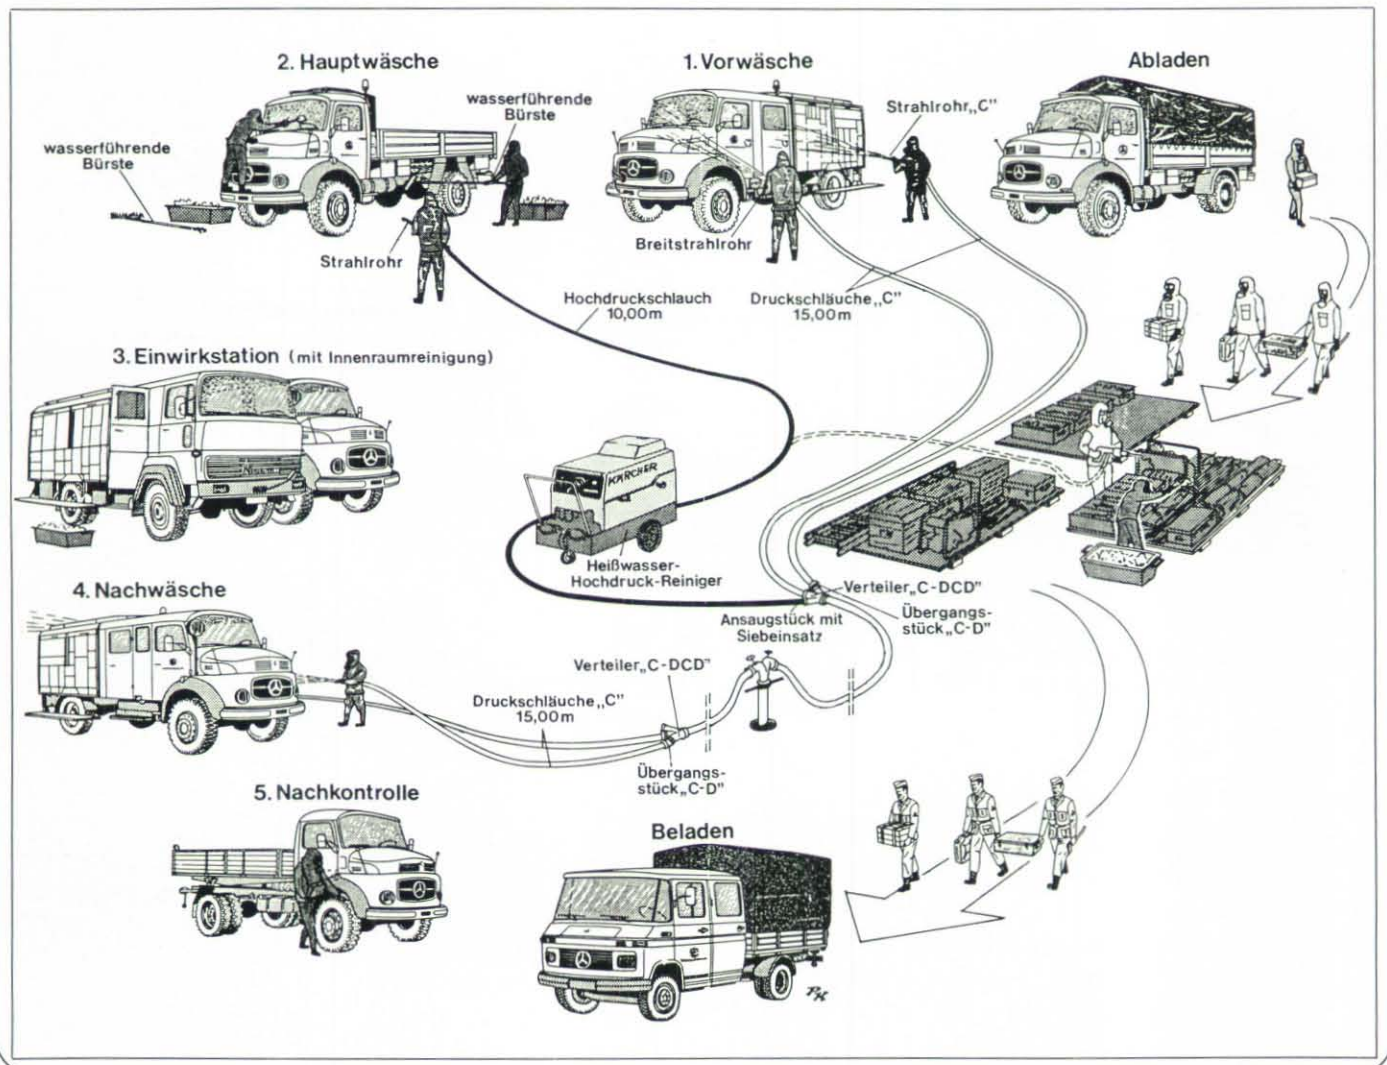 2. Hauptwäsche
1. Vorwäsche
Abladen
wasserführende
Bürste
wasserführende
Bürste
Strahlrohr
Strahlrohr„C"
Breitstrahlrohr
Hochdruckschlauch
10,00m
Druckschläuche„C"
15,00m
3. Einwirkstation (mit Innenraumreinigung)
KÄRCHER
Heißwasser-
Hochdruck-Reiniger
Verteiler„C-DCD"
Ansaugstück mit
Siebeinsatz
Übergangs-
stück„C-D"
4. Nachwäsche
Verteiler„C-DCD"
Druckschläuche„C"
15,00m
Übergangs-
stück„C-D"
5. Nachkontrolle
Beladen